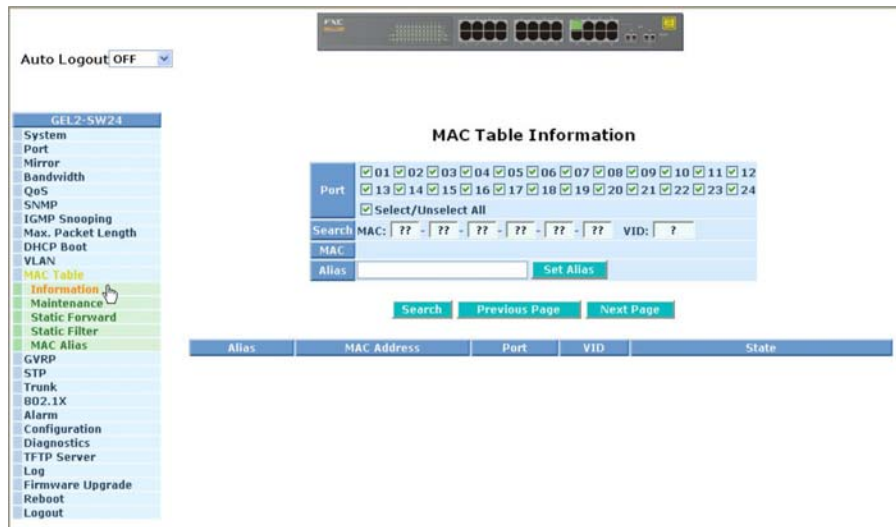 FXC
Auto Logout OFF
GEL2-SW24
System
Port
Mirror
Bandwidth
QoS
SNMP
IGMP Snooping
Max. Packet Length
DHCP Boot
VLAN
MAC Table
Information
Maintenance
Static Forward
Static Filter
MAC Alias
GVRP
STP
Trunk
802.1X
Alarm
Configuration
Diagnostics
TFTP Server
Log
Firmware Upgrade
Reboot
Logout
MAC Table Information
Port
01 02 03 04 05 06 07 08 09 10 11 12
13 14 15 16 17 18 19 20 21 22 23 24
Select/Unselect All
Search MAC: ?? - ?? - ?? - ?? - ?? - ?? VID: ?
MAC
Alias Set Alias
Search Previous Page Next Page
Alias MAC Address Port VID State